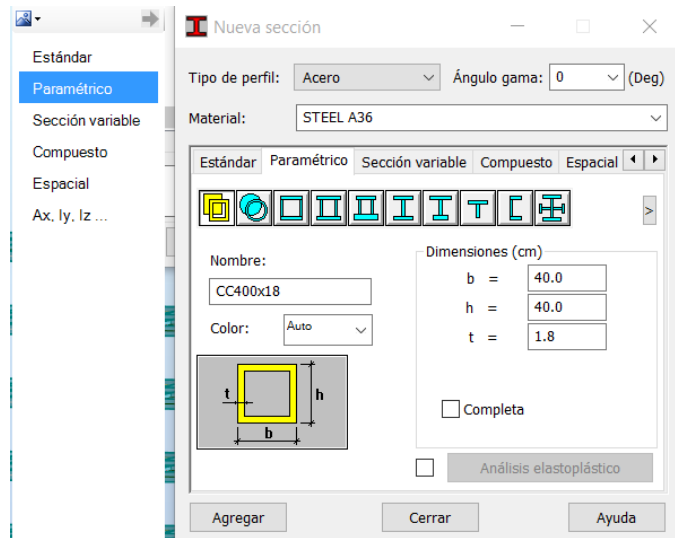 Estándar
Paramétrico
Sección variable
Compuesto
Espacial
Ax, Iy, Iz ...
Nueva sección
Tipo de perfil: Acero Ángulo gama: 0 (Deg)
Material: STEEL A36
Estándar Paramétrico Sección variable Compuesto Espacial
>
Nombre:
CC400x18
Color: Auto
Dimensiones (cm)
b = 40.0
h = 40.0
t = 1.8
t h
b
Completa
Análisis elastoplástico
Agregar Cerrar Ayuda